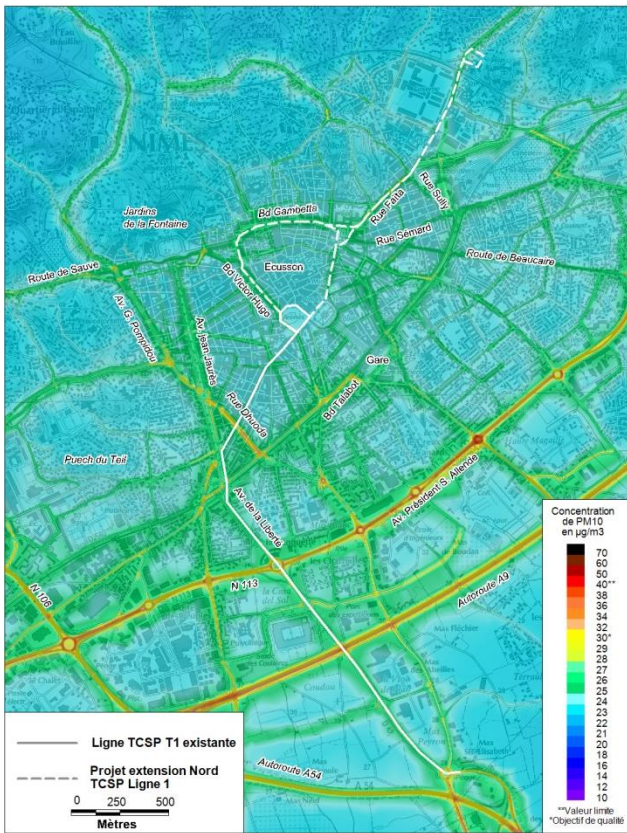 NIMES
Jardins
de la Fontaine
Bd Gambetta
Rue Faïta
Rue Sully
Rue Sémard
Route de Beaucaire
Route de Sauve
Ecusson
Bd Victor Hugo
Av. G. Pompidou
Av. Jean Jaurès
Gare
Rue Dhuoda
Bd Talabot
Puech du Teil
Av. Président S. Allende
Av. de la Liberté
N 106
N 113
Autoroute A9
Autoroute A54
A 54
Concentration
de PM10
en µg/m3
70
60
50
40**
38
36
34
32
30*
29
28
27
26
25
24
23
22
21
20
18
16
14
12
10
**Valeur limite
*Objectif de qualité
Ligne TCSP T1 existante
Projet extension Nord
TCSP Ligne 1
0 250 500
Mètres